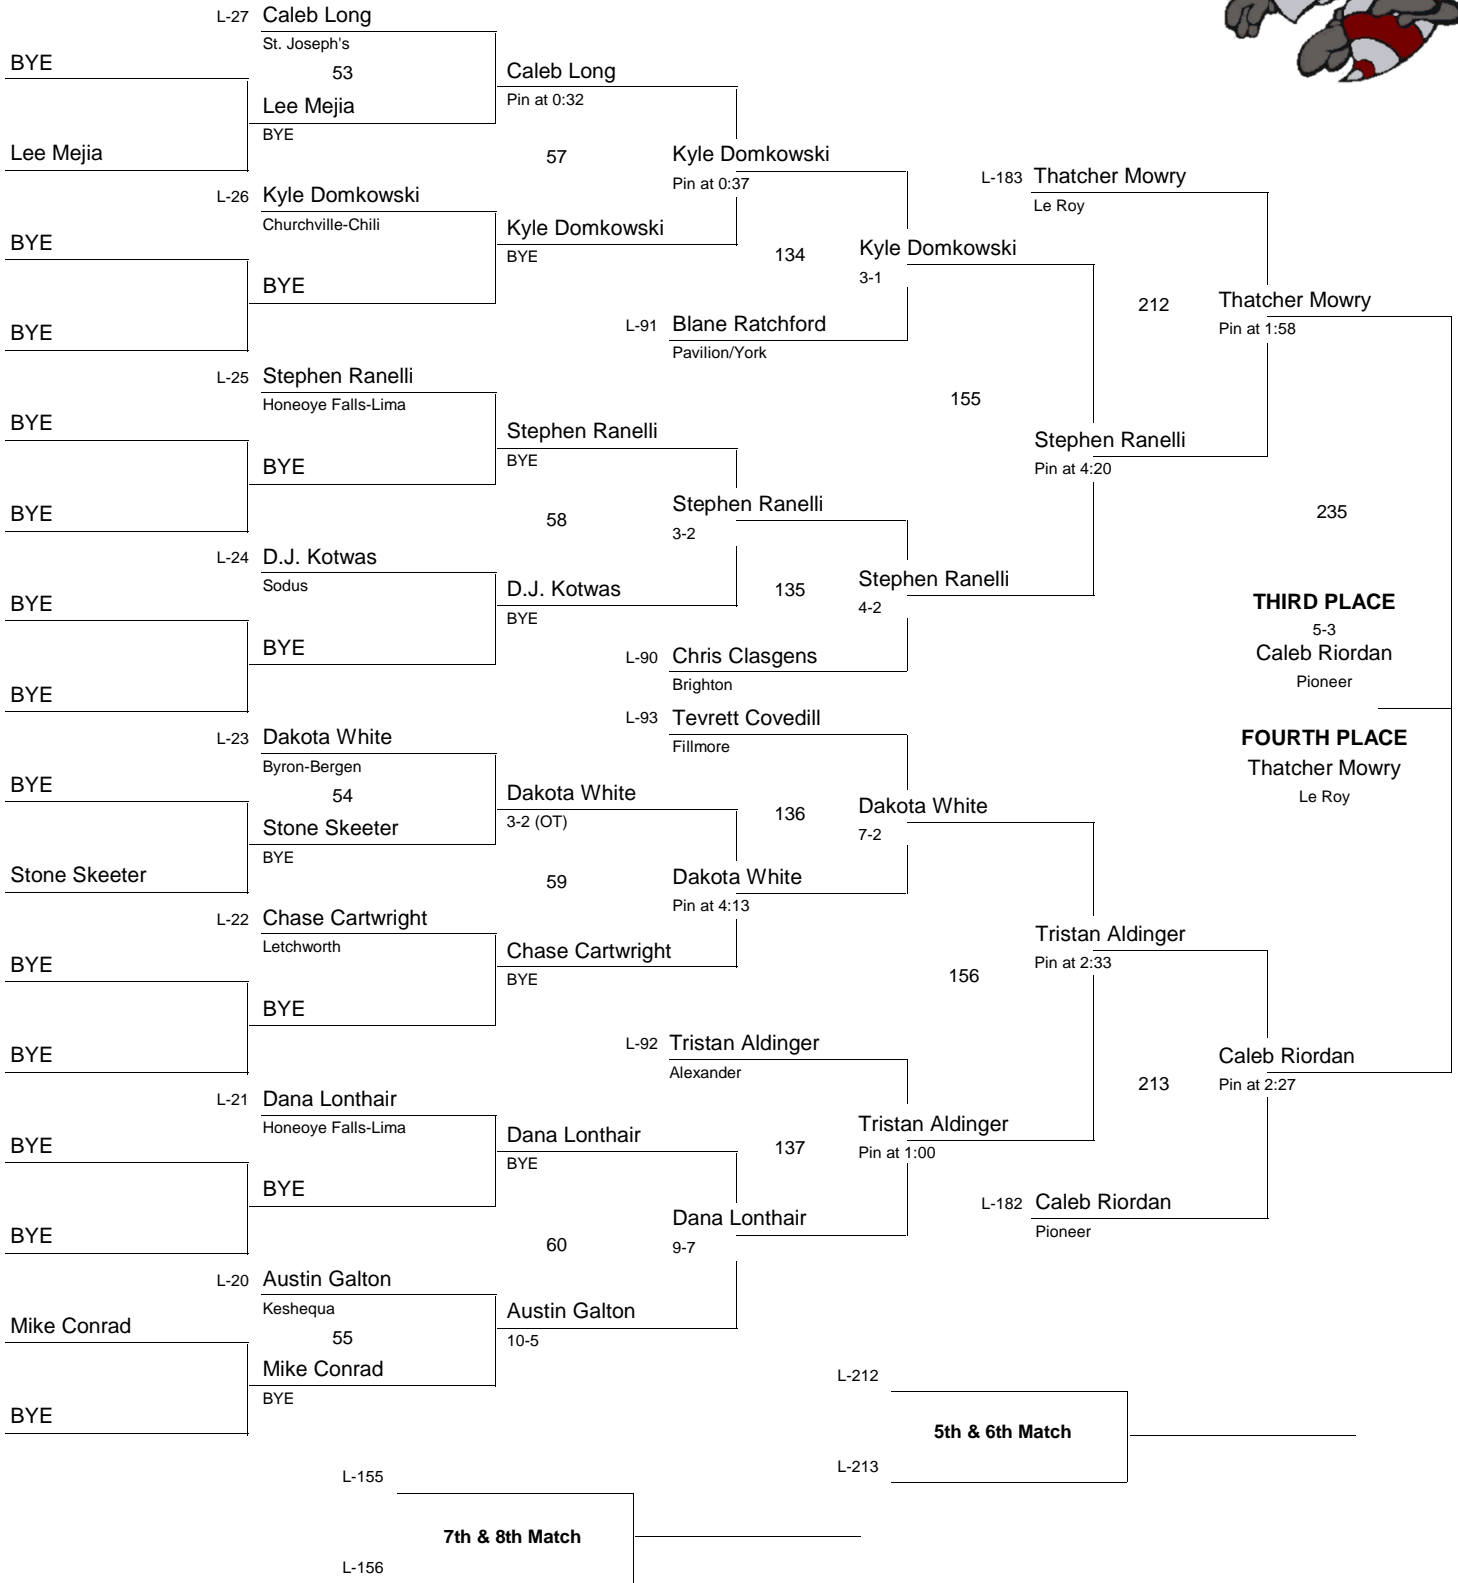 L-27 Caleb Long
St. Joseph's
BYE
53
Lee Mejia
BYE
Lee Mejia
Caleb Long
Pin at 0:32
57
Kyle Domkowski
Pin at 0:37
L-26 Kyle Domkowski
Churchville-Chili
BYE
BYE
BYE
Kyle Domkowski
BYE
134
Kyle Domkowski
3-1
L-91 Blane Ratchford
Pavilion/York
L-183 Thatcher Mowry
Le Roy
212
Thatcher Mowry
Pin at 1:58
L-25 Stephen Ranelli
Honeoye Falls-Lima
BYE
BYE
BYE
Stephen Ranelli
BYE
155
Stephen Ranelli
Pin at 4:20
58
Stephen Ranelli
3-2
235
L-24 D.J. Kotwas
Sodus
BYE
BYE
BYE
D.J. Kotwas
BYE
135
Stephen Ranelli
4-2
L-90 Chris Clasgens
Brighton
THIRD PLACE
5-3
Caleb Riordan
Pioneer
FOURTH PLACE
Thatcher Mowry
Le Roy
L-93 Tevrett Covedill
Fillmore
L-23 Dakota White
Byron-Bergen
BYE
54
Stone Skeeter
BYE
Stone Skeeter
Dakota White
3-2 (OT)
136
Dakota White
7-2
59
Dakota White
Pin at 4:13
L-22 Chase Cartwright
Letchworth
BYE
BYE
BYE
Chase Cartwright
BYE
156
Tristan Aldinger
Pin at 2:33
L-92 Tristan Aldinger
Alexander
213
Caleb Riordan
Pin at 2:27
L-21 Dana Lonthair
Honeoye Falls-Lima
BYE
BYE
BYE
Dana Lonthair
BYE
137
Tristan Aldinger
Pin at 1:00
L-182 Caleb Riordan
Pioneer
60
Dana Lonthair
9-7
L-20 Austin Galton
Keshequa
Mike Conrad
55
Mike Conrad
BYE
BYE
Austin Galton
10-5
L-212
5th & 6th Match
L-213
L-155
7th & 8th Match
L-156